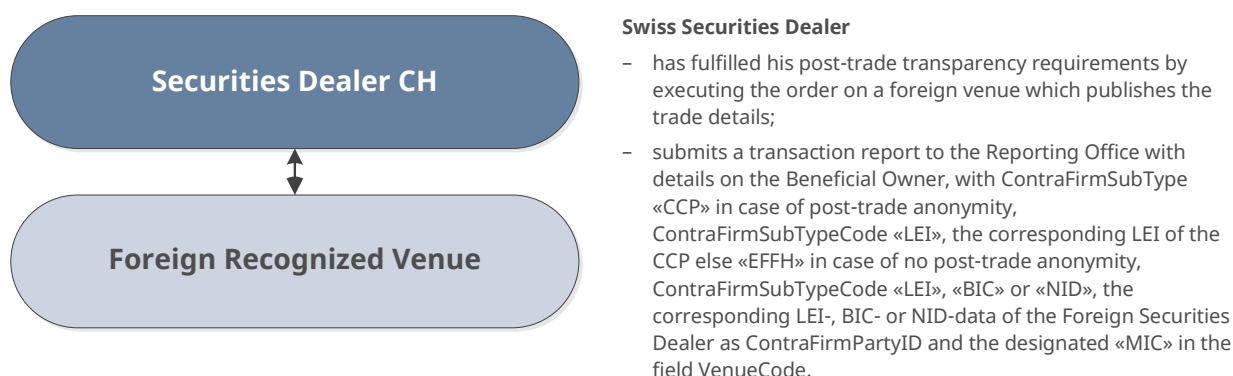 Securities Dealer CH
Foreign Recognized Venue
Swiss Securities Dealer
– has fulfilled his post-trade transparency requirements by
executing the order on a foreign venue which publishes the
trade details;
– submits a transaction report to the Reporting Office with
details on the Beneficial Owner, with ContraFirmSubType
«CCP» in case of post-trade anonymity,
ContraFirmSubTypeCode «LEI», the corresponding LEI of the
CCP else «EFFH» in case of no post-trade anonymity,
ContraFirmSubTypeCode «LEI», «BIC» or «NID», the
corresponding LEI-, BIC- or NID-data of the Foreign Securities
Dealer as ContraFirmPartyID and the designated «MIC» in the
field VenueCode.